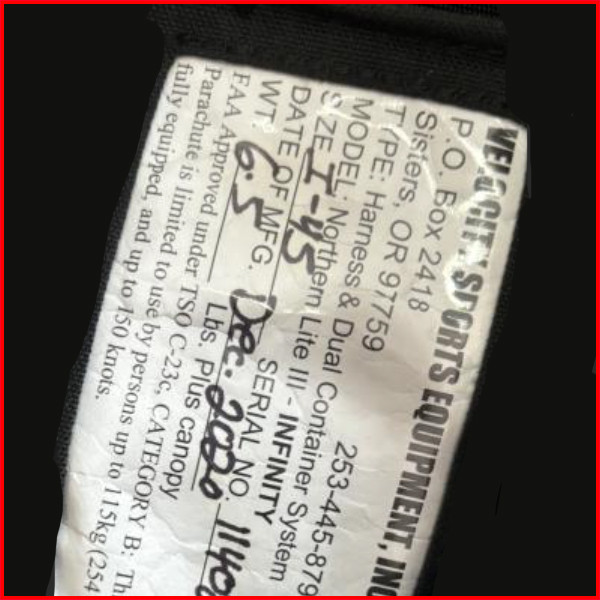 VELOCITY SPORTS EQUIPMENT, INC
P.O. Box 2418 253-445-879
Sisters, OR 97759
TYPE: Harness & Dual Container System
MODEL: Northern Lite III - INFINITY
SIZE I-45 SERIAL NO. 1140
DATE OF MFG. Dec. 2000
WT. 6.5 Lbs. Plus canopy
FAA Approved under TSO C-23c, CATEGORY B: Th
Parachute is limited to use by persons up to 115kg (254
fully equipped, and up to 150 knots.